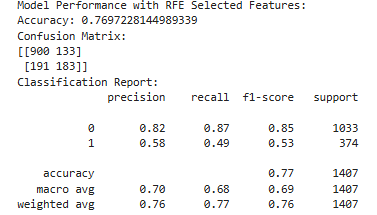 Model Performance with RFE Selected Features:
Accuracy: 0.7697228144989339
Confusion Matrix:
[[900 133]
 [191 183]]
Classification Report:
              precision    recall  f1-score   support

           0       0.82      0.87      0.85      1033
           1       0.58      0.49      0.53       374

    accuracy                           0.77      1407
   macro avg       0.70      0.68      0.69      1407
weighted avg       0.76      0.77      0.76      1407